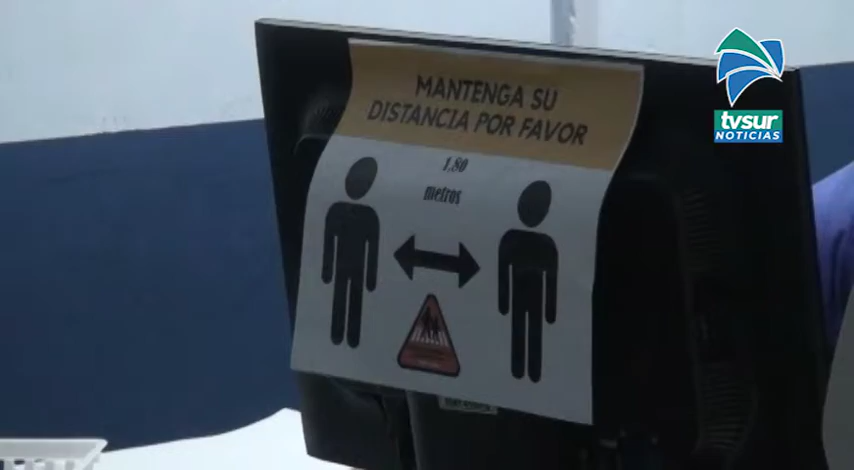 MANTENGA SU
DISTANCIA POR FAVOR
1,80
metros
tvsur
NOTICIAS